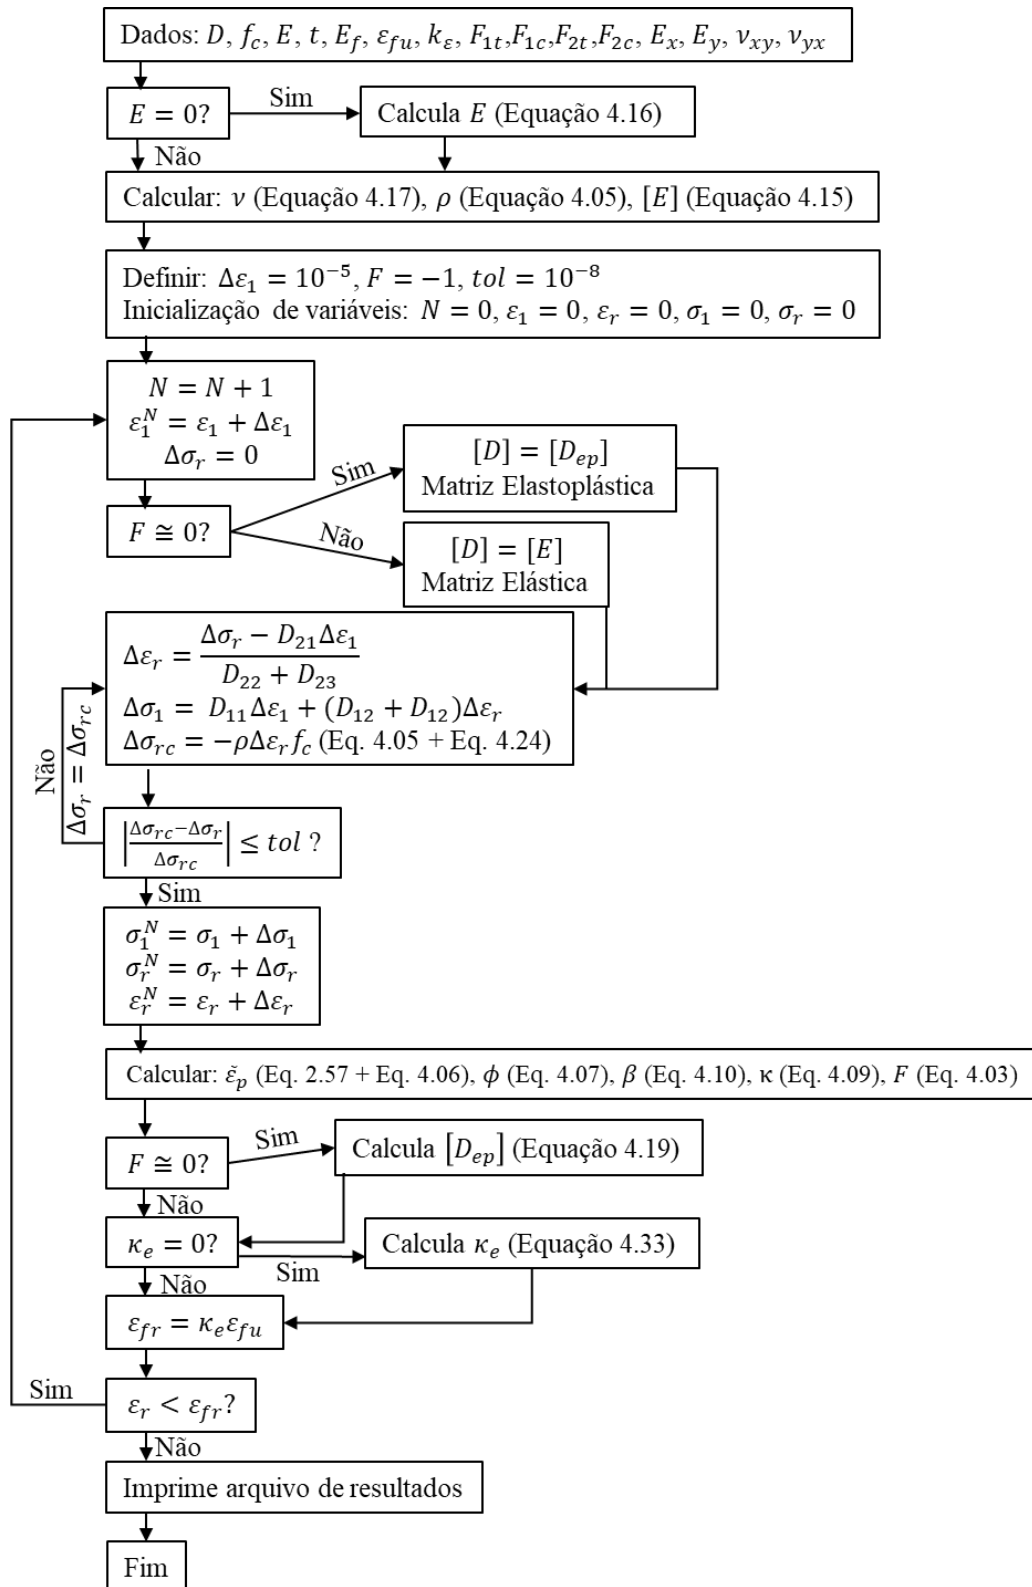 Dados: D, f_c, E, t, E_f, ε_fu, k_ε, F_1t,F_1c,F_2t,F_2c, E_x, E_y, ν_xy, ν_yx
E = 0?
Sim
Calcula E (Equação 4.16)
Não
Calcular: ν (Equação 4.17), ρ (Equação 4.05), [E] (Equação 4.15)
Definir: Δε_1 = 10^−5, F = −1, tol = 10^−8
Inicialização de variáveis: N = 0, ε_1 = 0, ε_r = 0, σ_1 = 0, σ_r = 0
N = N + 1
ε_1^N = ε_1 + Δε_1
Δσ_r = 0
F ≅ 0?
Sim
[D] = [D_ep]
Matriz Elastoplástica
Não
[D] = [E]
Matriz Elástica
Δε_r = (Δσ_r − D_21Δε_1) / (D_22 + D_23)
Δσ_1 = D_11Δε_1 + (D_12 + D_12)Δε_r
Δσ_rc = −ρΔε_r f_c (Eq. 4.05 + Eq. 4.24)
Não
Δσ_r = Δσ_rc
|(Δσ_rc−Δσ_r) / Δσ_rc| ≤ tol ?
Sim
σ_1^N = σ_1 + Δσ_1
σ_r^N = σ_r + Δσ_r
ε_r^N = ε_r + Δε_r
Calcular: ε̃_p (Eq. 2.57 + Eq. 4.06), ϕ (Eq. 4.07), β (Eq. 4.10), κ (Eq. 4.09), F (Eq. 4.03)
F ≅ 0?
Sim
Calcula [D_ep] (Equação 4.19)
Não
κ_e = 0?
Sim
Calcula κ_e (Equação 4.33)
Não
ε_fr = κ_e ε_fu
Sim
ε_r < ε_fr?
Não
Imprime arquivo de resultados
Fim